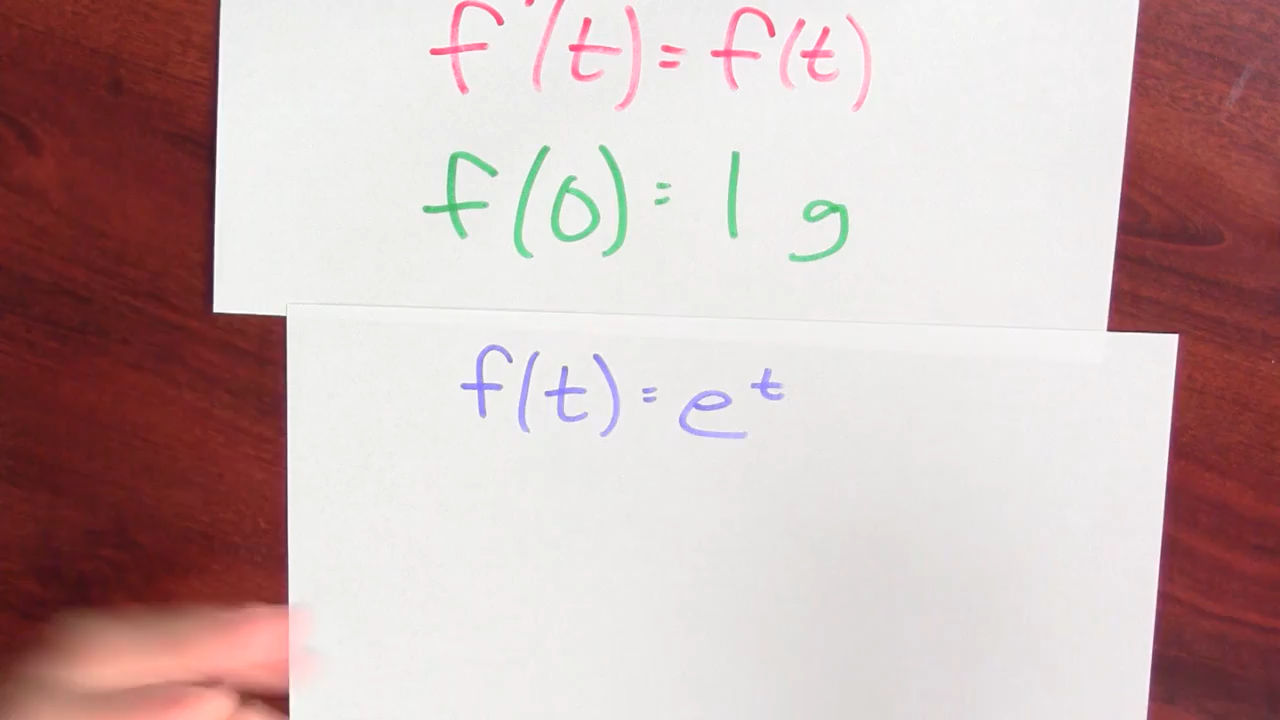 f'(t) = f(t)
f(0) = 1 g
f(t) = e^t